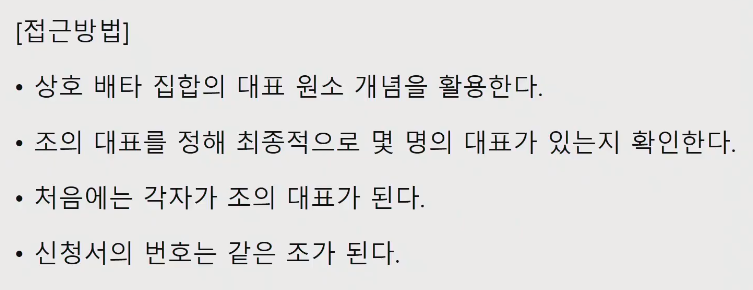 [접근방법]
• 상호 배타 집합의 대표 원소 개념을 활용한다.
• 조의 대표를 정해 최종적으로 몇 명의 대표가 있는지 확인한다.
• 처음에는 각자가 조의 대표가 된다.
• 신청서의 번호는 같은 조가 된다.